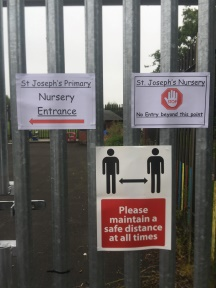 St Joseph's Primary
Nursery
Entrance
St. Joseph's Nursery
No Entry beyond this point
Please
maintain a
safe distance
at all times